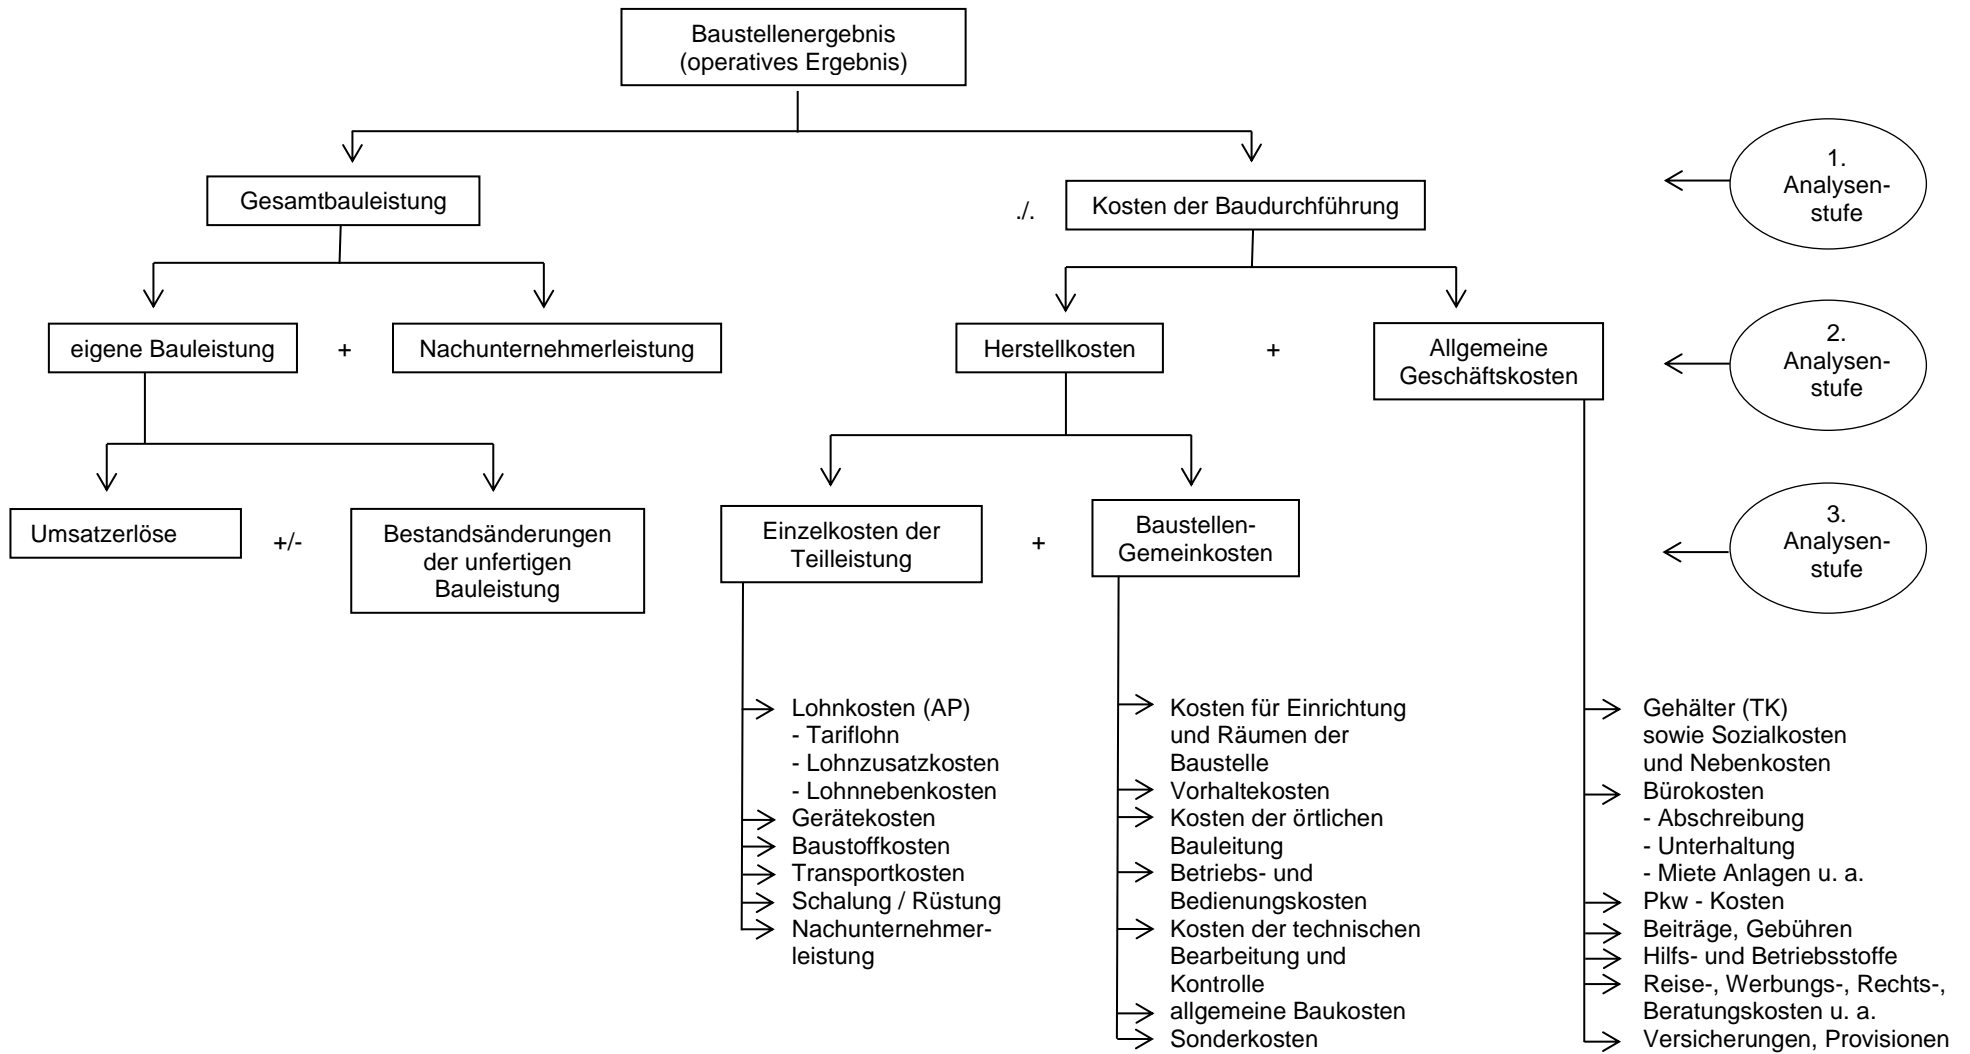 Baustellenergebnis
(operatives Ergebnis)
Gesamtbauleistung
./.
Kosten der Baudurchführung
1.
Analysen-
stufe
eigene Bauleistung
+
Nachunternehmerleistung
Herstellkosten
+
Allgemeine
Geschäftskosten
2.
Analysen-
stufe
Umsatzerlöse
+/-
Bestandsänderungen
der unfertigen
Bauleistung
Einzelkosten der
Teilleistung
+
Baustellen-
Gemeinkosten
3.
Analysen-
stufe
Lohnkosten (AP)
- Tariflohn
- Lohnzusatzkosten
- Lohnnebenkosten
Gerätekosten
Baustoffkosten
Transportkosten
Schalung / Rüstung
Nachunternehmer-
leistung
Kosten für Einrichtung
und Räumen der
Baustelle
Vorhaltekosten
Kosten der örtlichen
Bauleitung
Betriebs- und
Bedienungskosten
Kosten der technischen
Bearbeitung und
Kontrolle
allgemeine Baukosten
Sonderkosten
Gehälter (TK)
sowie Sozialkosten
und Nebenkosten
Bürokosten
- Abschreibung
- Unterhaltung
- Miete Anlagen u. a.
Pkw - Kosten
Beiträge, Gebühren
Hilfs- und Betriebsstoffe
Reise-, Werbungs-, Rechts-,
Beratungskosten u. a.
Versicherungen, Provisionen